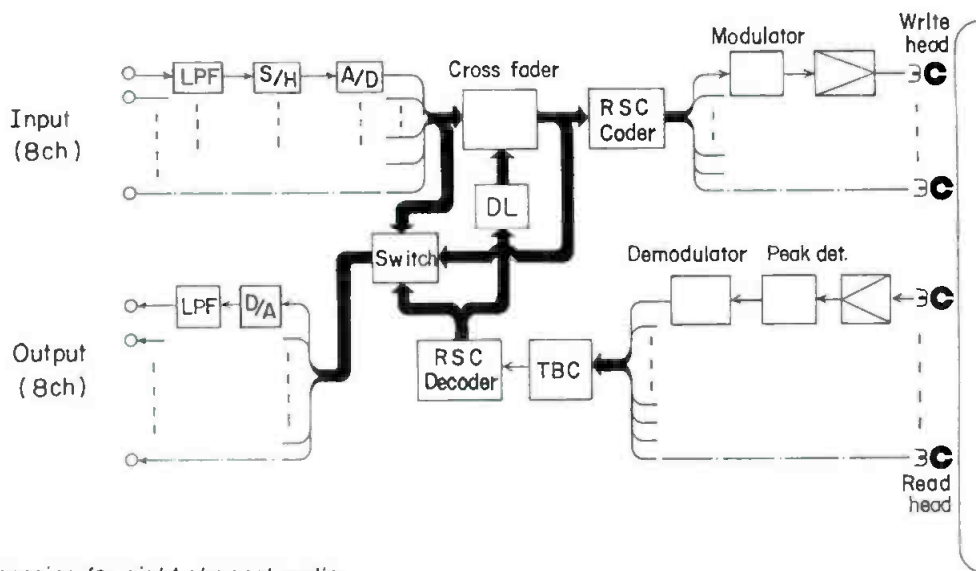 Write
head
Modulator
LPF
S/H
A/D
Cross fader
RSC
Coder
Input
(8ch)
DL
Switch
Demodulator
Peak det.
LPF
D/A
Output
(8ch)
RSC
Decoder
TBC
Read
head